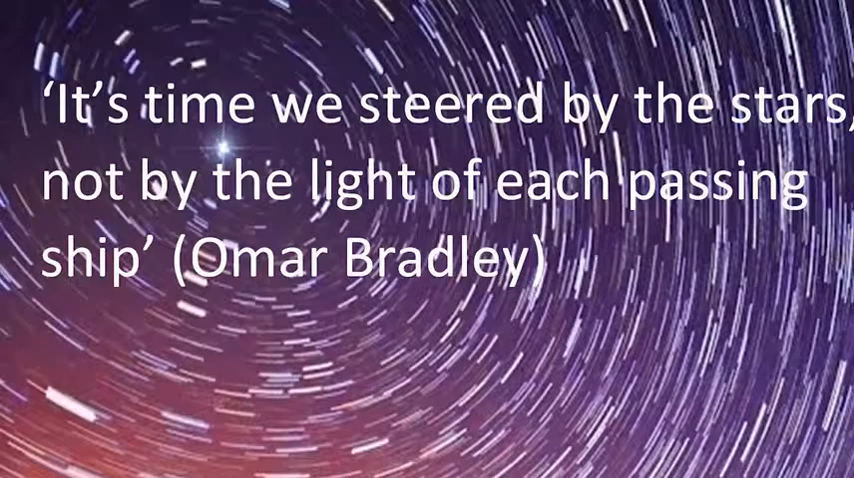 ‘It’s time we steered by the stars,
not by the light of each passing
ship’ (Omar Bradley)